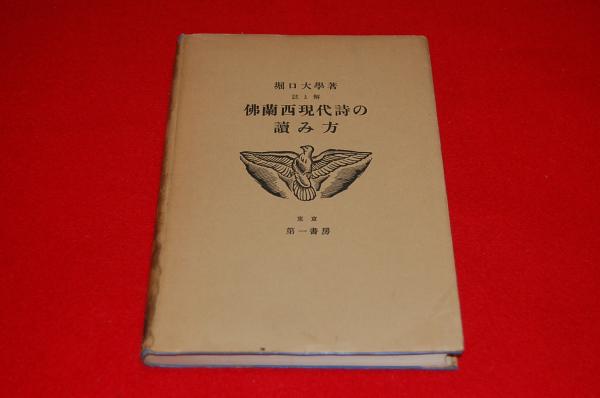 堀口大學著
註と解
佛蘭西現代詩の
讀み方
東京
第一書房